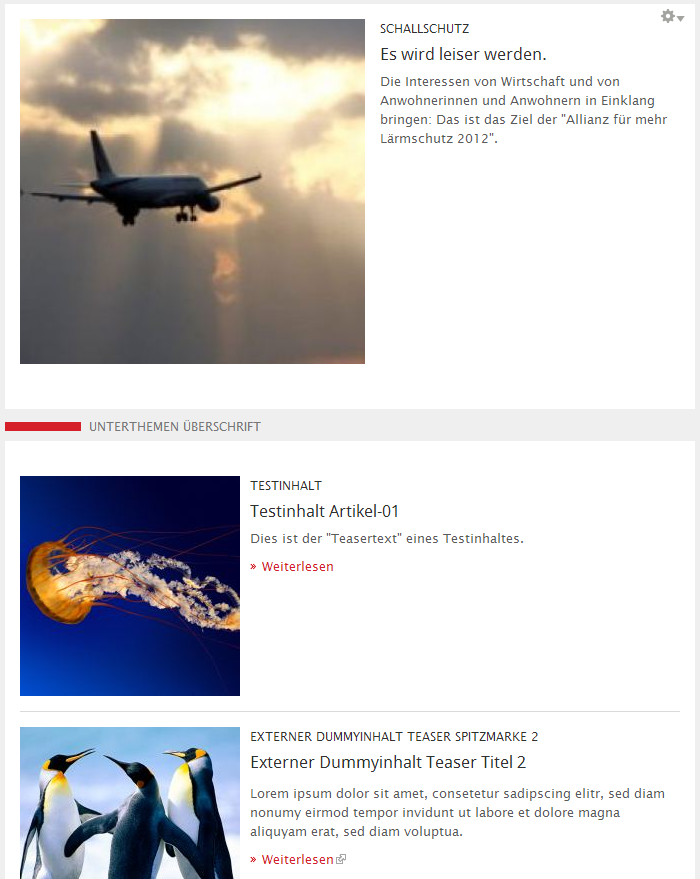 SCHALLSCHUTZ
Es wird leiser werden.
Die Interessen von Wirtschaft und von
Anwohnerinnen und Anwohnern in Einklang
bringen: Das ist das Ziel der "Allianz für mehr
Lärmschutz 2012".
UNTERTHEMEN ÜBERSCHRIFT
TESTINHALT
Testinhalt Artikel-01
Dies ist der "Teasertext" eines Testinhaltes.
» Weiterlesen
EXTERNER DUMMYINHALT TEASER SPITZMARKE 2
Externer Dummyinhalt Teaser Titel 2
Lorem ipsum dolor sit amet, consetetur sadipscing elitr, sed diam
nonumy eirmod tempor invidunt ut labore et dolore magna
aliquyam erat, sed diam voluptua.
» Weiterlesen